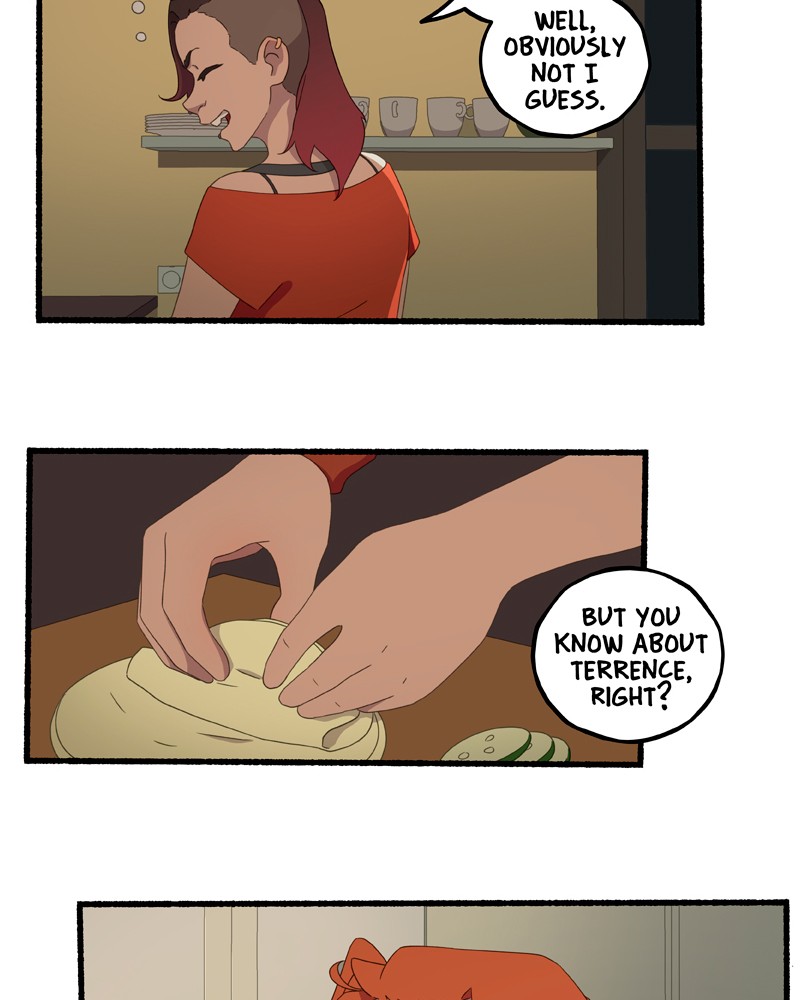 WELL,
OBVIOUSLY
NOT I
GUESS.
BUT YOU
KNOW ABOUT
TERRENCE,
RIGHT?